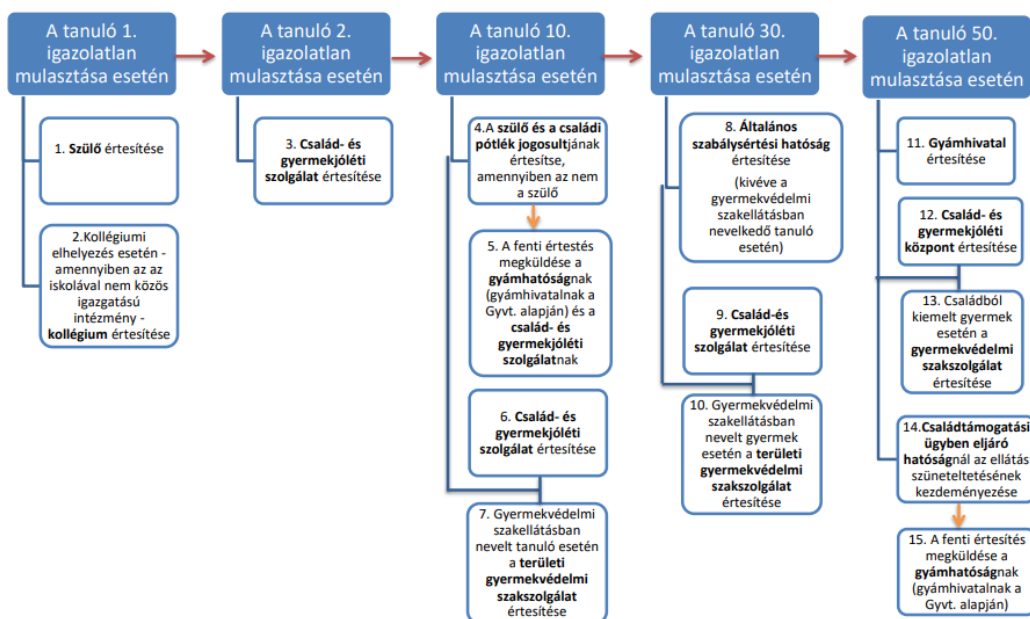 A tanuló 1.
igazolatlan
mulasztása esetén
1. Szülő értesítése
2.Kollégiumi
elhelyezés esetén -
amennyiben az az
iskolával nem közös
igazgatású
intézmény -
kollégium értesítése
A tanuló 2.
igazolatlan
mulasztása esetén
3. Család- és
gyermekjóléti
szolgálat értesítése
A tanuló 10.
igazolatlan
mulasztása esetén
4.A szülő és a családi
pótlék jogosultjának
értesítse,
amennyiben az nem
a szülő
5. A fenti értestés
megküldése a
gyámhatóságnak
(gyámhivatalnak a
Gyvt. alapján) és a
család- és
gyermekjóléti
szolgálatnak
6. Család- és
gyermekjóléti
szolgálat értesítése
7. Gyermekvédelmi
szakellátásban
nevelt tanuló esetén
a területi
gyermekvédelmi
szakszolgálat
értesítése
A tanuló 30.
igazolatlan
mulasztása esetén
8. Általános
szabálysértési hatóság
értesítése
(kivéve a
gyermekvédelmi
szakellátásban
nevelkedő tanuló
esetén)
9. Család-és
gyermekjóléti
szolgálat értesítése
10. Gyermekvédelmi
szakellátásban
nevelt gyermek
esetén a területi
gyermekvédelmi
szakszolgálat
értesítése
A tanuló 50.
igazolatlan
mulasztása esetén
11. Gyámhivatal
értesítése
12. Család- és
gyermekjóléti
központ értesítése
13. Családból
kiemelt gyermek
esetén a
gyermekvédelmi
szakszolgálat
értesítése
14.Családtámogatási
ügyben eljáró
hatóságnál az ellátás
szüneteltetésének
kezdeményezése
15. A fenti értesítés
megküldése a
gyámhatóságnak
(gyámhivatalnak a
Gyvt. alapján)